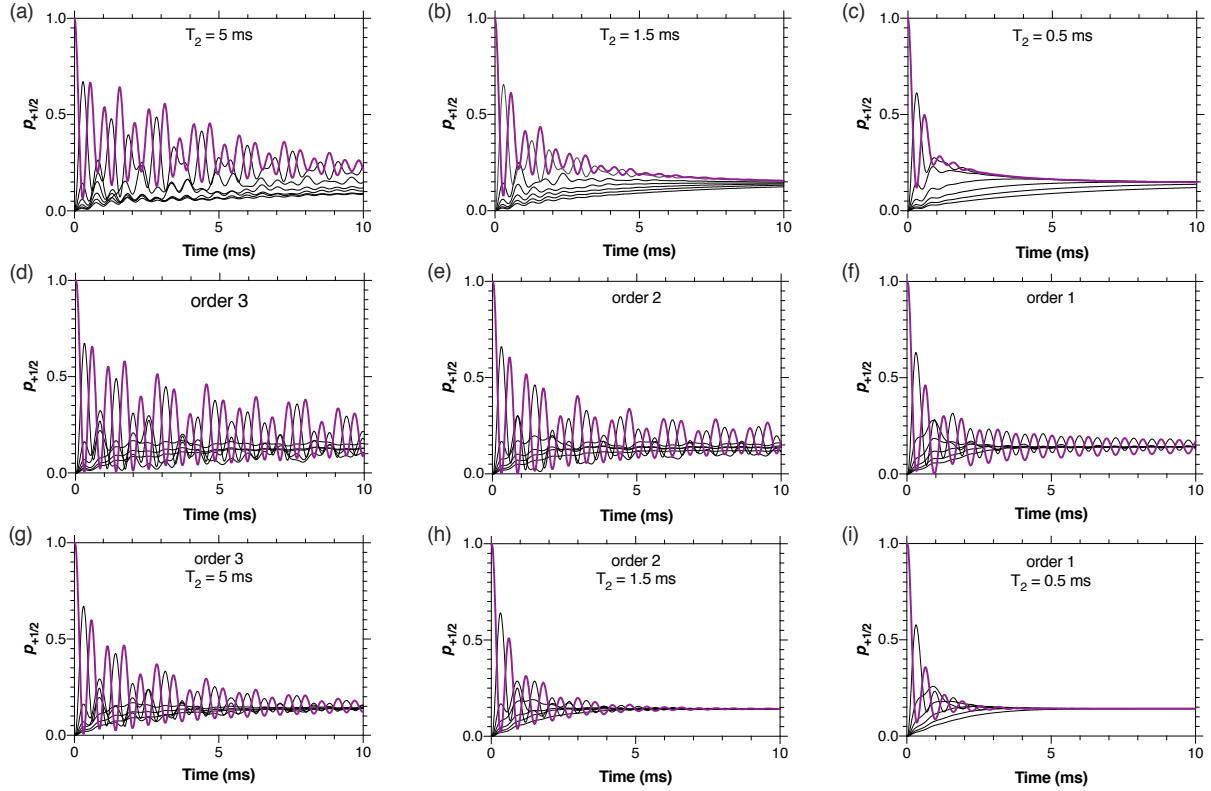 (a)
T₂ = 5 ms
1.0
0.5
0.0
p+1/2
0
5
10
Time (ms)
(b)
T₂ = 1.5 ms
1.0
0.5
0.0
p+1/2
0
5
10
Time (ms)
(c)
T₂ = 0.5 ms
1.0
0.5
0.0
p+1/2
0
5
10
Time (ms)
(d)
order 3
1.0
0.5
0.0
p+1/2
0
5
10
Time (ms)
(e)
order 2
1.0
0.5
0.0
p+1/2
0
5
10
Time (ms)
(f)
order 1
1.0
0.5
0.0
p+1/2
0
5
10
Time (ms)
(g)
order 3
T₂ = 5 ms
1.0
0.5
0.0
p+1/2
0
5
10
Time (ms)
(h)
order 2
T₂ = 1.5 ms
1.0
0.5
0.0
p+1/2
0
5
10
Time (ms)
(i)
order 1
T₂ = 0.5 ms
1.0
0.5
0.0
p+1/2
0
5
10
Time (ms)